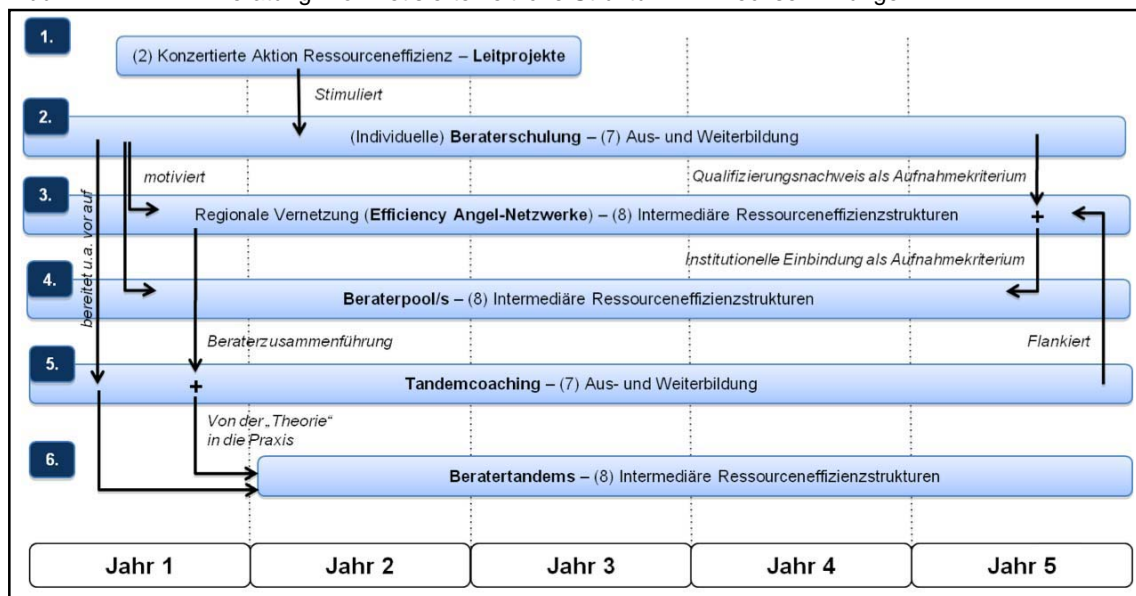 1.
(2) Konzertierte Aktion Ressourceneffizienz – Leitprojekte
Stimuliert
2.
(Individuelle) Beraterschulung – (7) Aus- und Weiterbildung
motiviert
Qualifizierungsnachweis als Aufnahmekriterium
3.
Regionale Vernetzung (Efficiency Angel-Netzwerke) – (8) Intermediäre Ressourceneffizienzstrukturen
+
bereitet u.a. vor auf
Institutionelle Einbindung als Aufnahmekriterium
4.
Beraterpool/s – (8) Intermediäre Ressourceneffizienzstrukturen
Beraterzusammenführung
Flankiert
5.
+
Tandemcoaching – (7) Aus- und Weiterbildung
Von der „Theorie“
in die Praxis
6.
Beratertandems – (8) Intermediäre Ressourceneffizienzstrukturen
Jahr 1
Jahr 2
Jahr 3
Jahr 4
Jahr 5